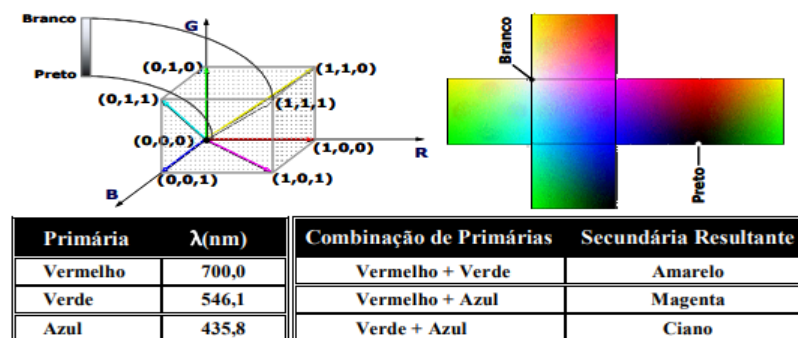 G
Branco
Preto
(0,1,0)
(1,1,0)
(0,1,1)
(1,1,1)
(0,0,0)
(1,0,0)
R
(0,0,1)
(1,0,1)
B
Branco
Preto
Primária λ(nm)
Vermelho 700,0
Verde 546,1
Azul 435,8
Combinação de Primárias Secundária Resultante
Vermelho + Verde Amarelo
Vermelho + Azul Magenta
Verde + Azul Ciano